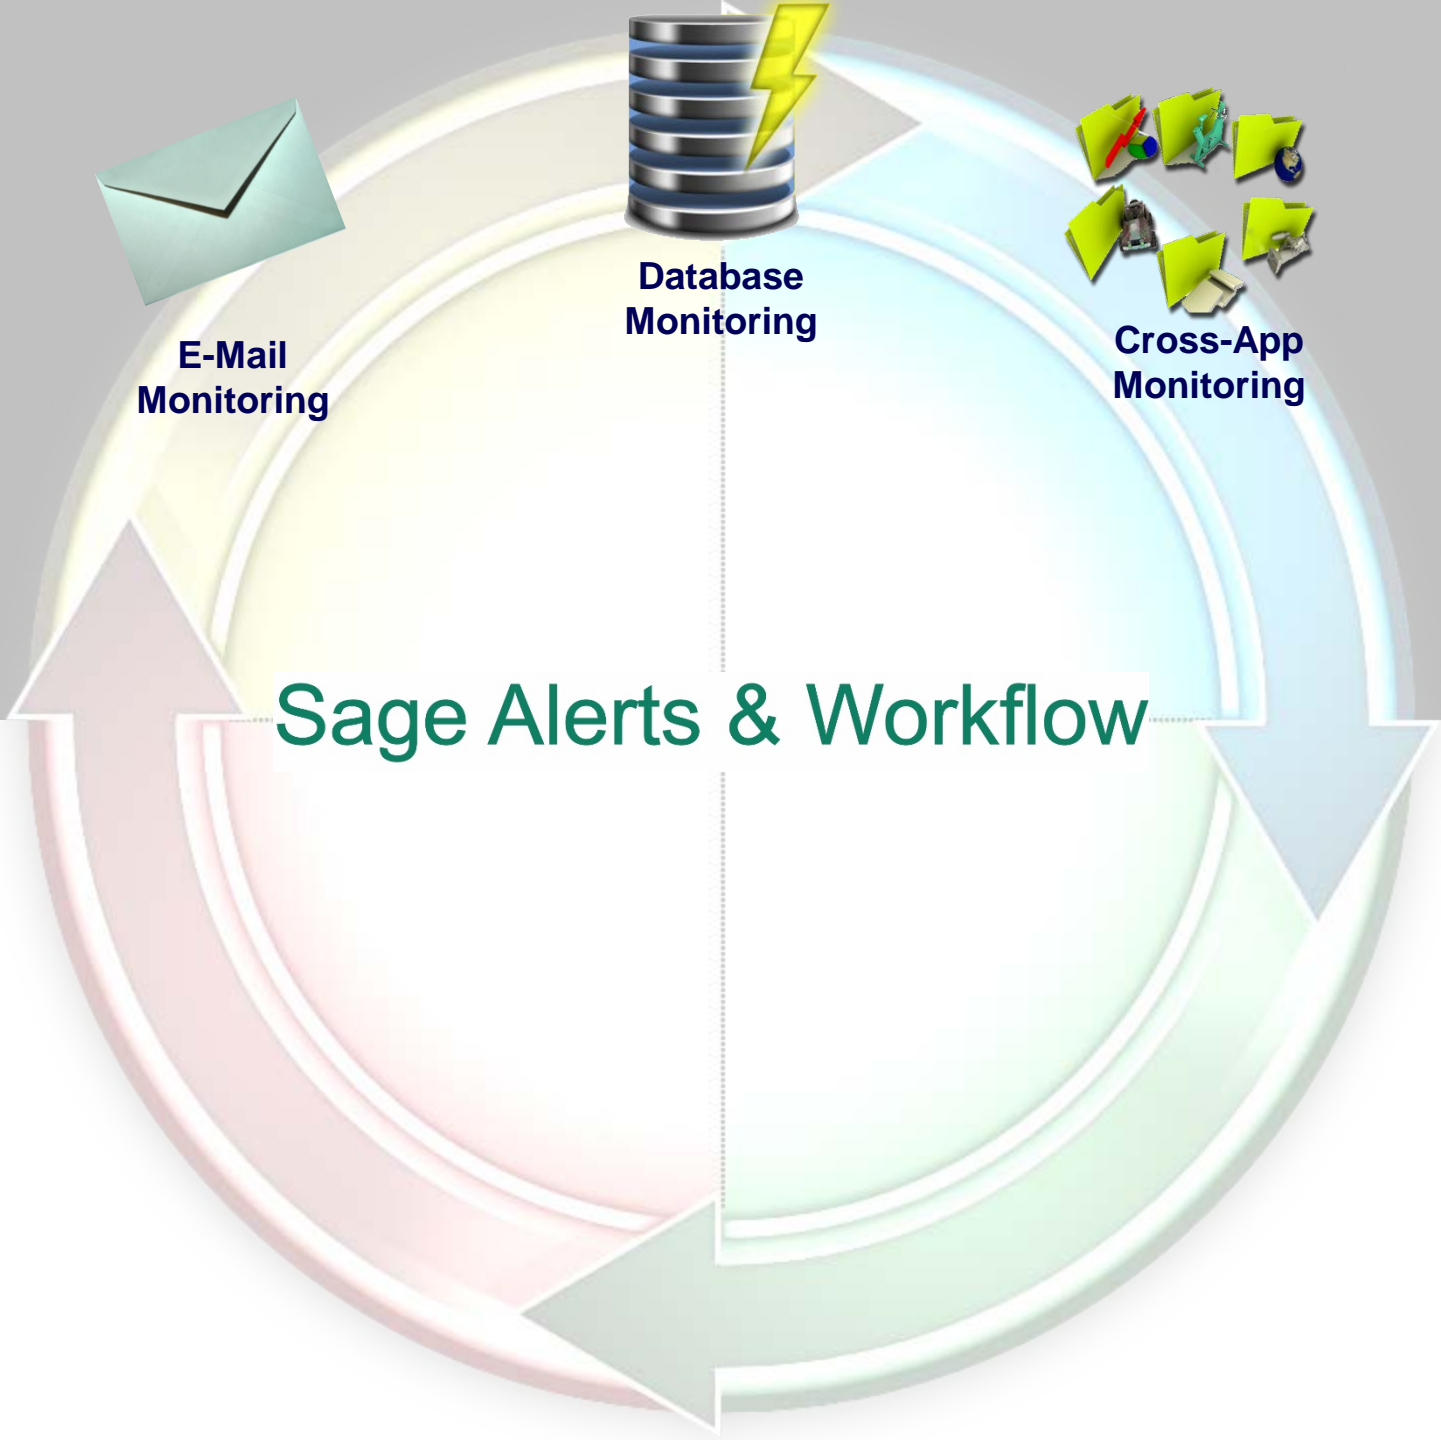 Database
Monitoring
E-Mail
Monitoring
Cross-App
Monitoring
Sage Alerts & Workflow